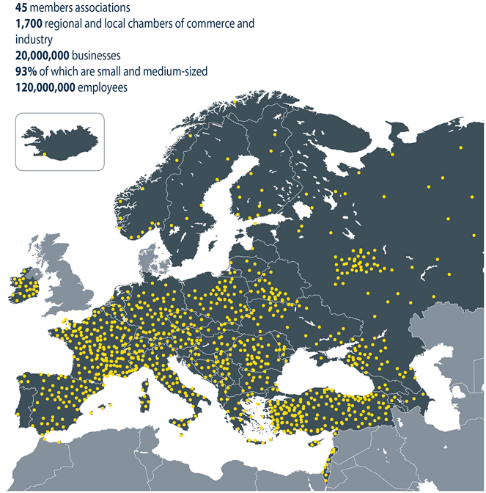 45 members associations
1,700 regional and local chambers of commerce and
industry
20,000,000 businesses
93% of which are small and medium-sized
120,000,000 employees